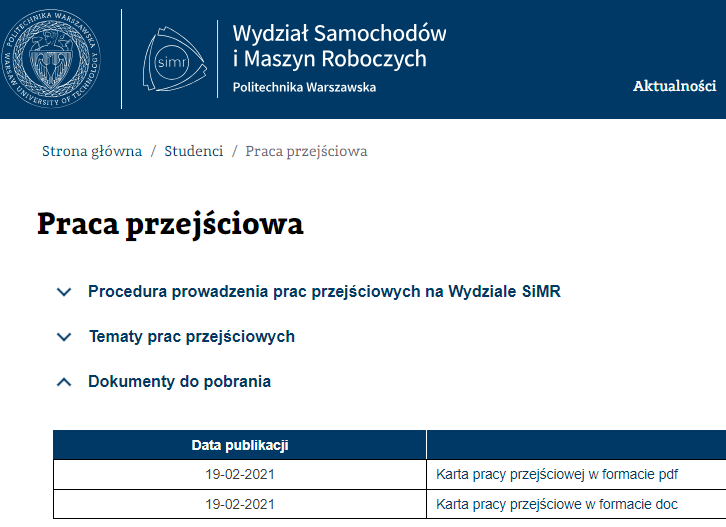 POLITECHNIKA WARSZAWSKA
WARSAW UNIVERSITY OF TECHNOLOGY
simr
Wydział Samochodów
i Maszyn Roboczych
Politechnika Warszawska
Aktualności
Strona główna / Studenci / Praca przejściowa
Praca przejściowa
Procedura prowadzenia prac przejściowych na Wydziale SiMR
Tematy prac przejściowych
Dokumenty do pobrania
Data publikacji
19-02-2021 Karta pracy przejściowej w formacie pdf
19-02-2021 Karta pracy przejściowe w formacie doc